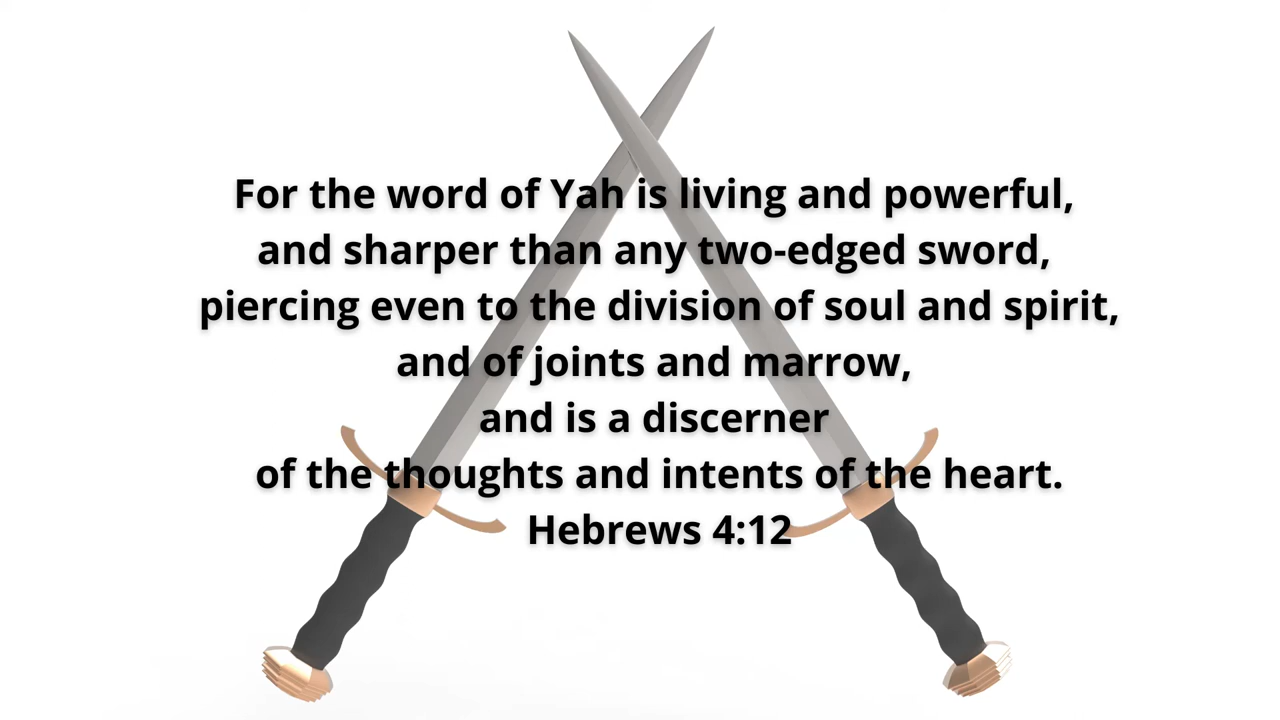 For the word of Yah is living and powerful,
and sharper than any two-edged sword,
piercing even to the division of soul and spirit,
and of joints and marrow,
and is a discerner
of the thoughts and intents of the heart.
Hebrews 4:12